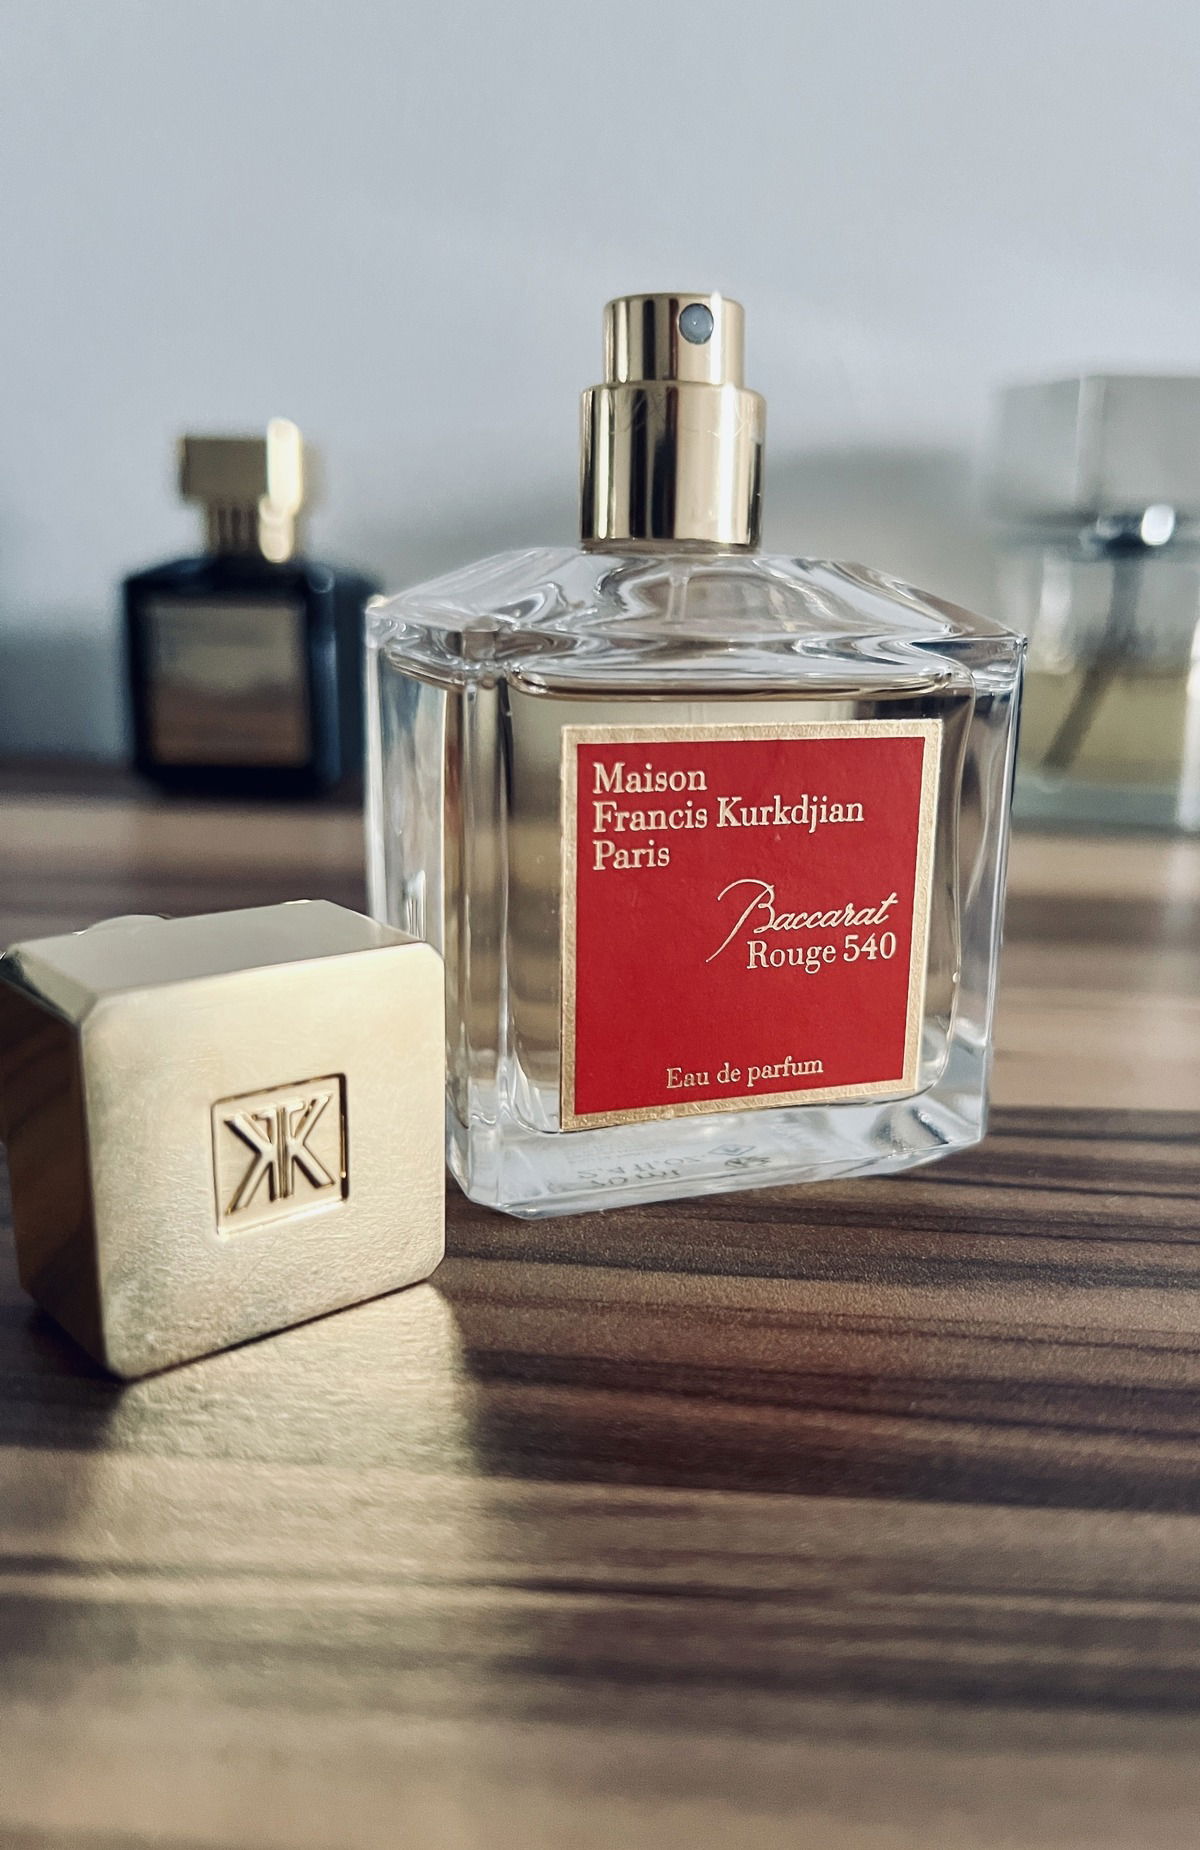 Maison
Francis Kurkdjian
Paris
Baccarat
Rouge 540
Eau de parfum